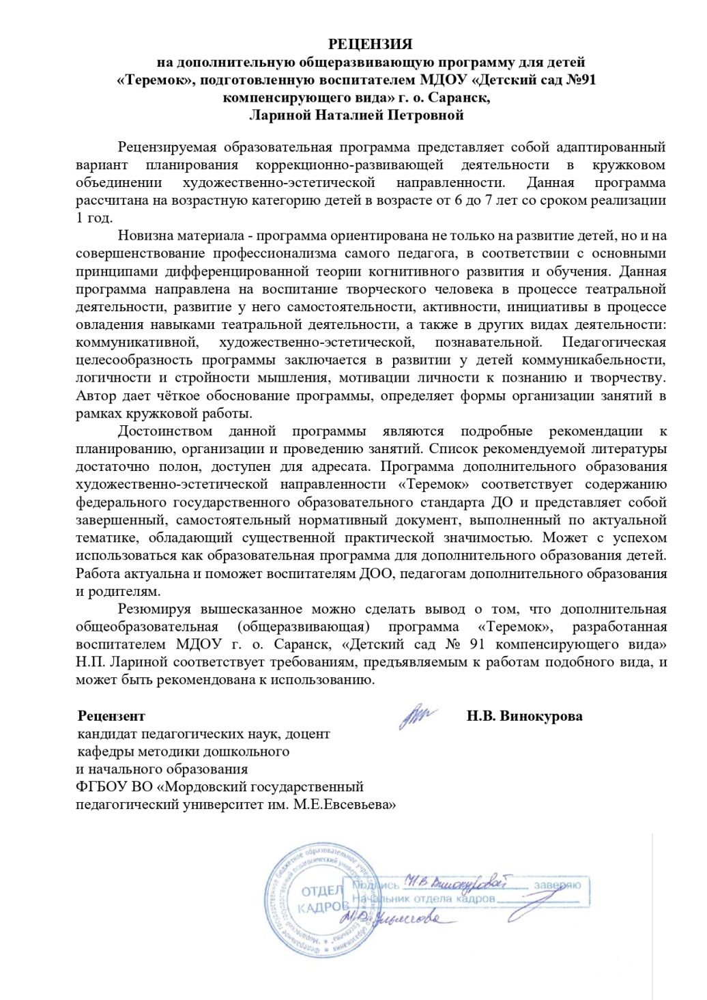 РЕЦЕНЗИЯ
на дополнительную общеразвивающую программу для детей
«Теремок», подготовленную воспитателем МДОУ «Детский сад №91
компенсирующего вида» г. о. Саранск,
Лариной Наталией Петровной
Рецензируемая образовательная программа представляет собой адаптированный
вариант планирования коррекционно-развивающей деятельности в кружковом
объединении художественно-эстетической направленности. Данная программа
рассчитана на возрастную категорию детей в возрасте от 6 до 7 лет со сроком реализации
1 год.
Новизна материала - программа ориентирована не только на развитие детей, но и на
совершенствование профессионализма самого педагога, в соответствии с основными
принципами дифференцированной теории когнитивного развития и обучения. Данная
программа направлена на воспитание творческого человека в процессе театральной
деятельности, развитие у него самостоятельности, активности, инициативы в процессе
овладения навыками театральной деятельности, а также в других видах деятельности:
коммуникативной, художественно-эстетической, познавательной. Педагогическая
целесообразность программы заключается в развитии у детей коммуникабельности,
логичности и стройности мышления, мотивации личности к познанию и творчеству.
Автор дает чёткое обоснование программы, определяет формы организации занятий в
рамках кружковой работы.
Достоинством данной программы являются подробные рекомендации к
планированию, организации и проведению занятий. Список рекомендуемой литературы
достаточно полон, доступен для адресата. Программа дополнительного образования
художественно-эстетической направленности «Теремок» соответствует содержанию
федерального государственного образовательного стандарта ДО и представляет собой
завершенный, самостоятельный нормативный документ, выполненный по актуальной
тематике, обладающий существенной практической значимостью. Может с успехом
использоваться как образовательная программа для дополнительного образования детей.
Работа актуальна и поможет воспитателям ДОО, педагогам дополнительного образования
и родителям.
Резюмируя вышесказанное можно сделать вывод о том, что дополнительная
общеобразовательная (общеразвивающая) программа «Теремок», разработанная
воспитателем МДОУ г. о. Саранск, «Детский сад № 91 компенсирующего вида»
Н.П. Лариной соответствует требованиям, предъявляемым к работам подобного вида, и
может быть рекомендована к использованию.
Рецензент Н.В. Винокурова
кандидат педагогических наук, доцент
кафедры методики дошкольного
и начального образования
ФГБОУ ВО «Мордовский государственный
педагогический университет им. М.Е.Евсевьева»
ОТДЕЛ
КАДРОВ
Подпись Н В Винокуровой заверяю
Начальник отдела кадров